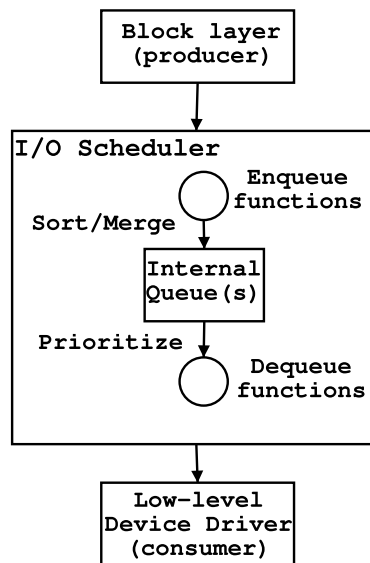 Block layer
(producer)
I/O Scheduler
Enqueue
functions
Sort/Merge
Internal
Queue(s)
Prioritize
Dequeue
functions
Low-level
Device Driver
(consumer)